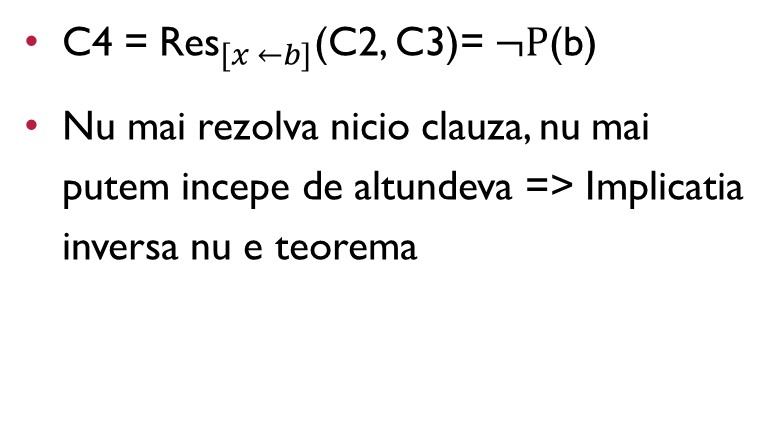 • C4 = Res[x ←b](C2, C3)= ¬P(b)
• Nu mai rezolva nicio clauza, nu mai
putem incepe de altundeva => Implicatia
inversa nu e teorema